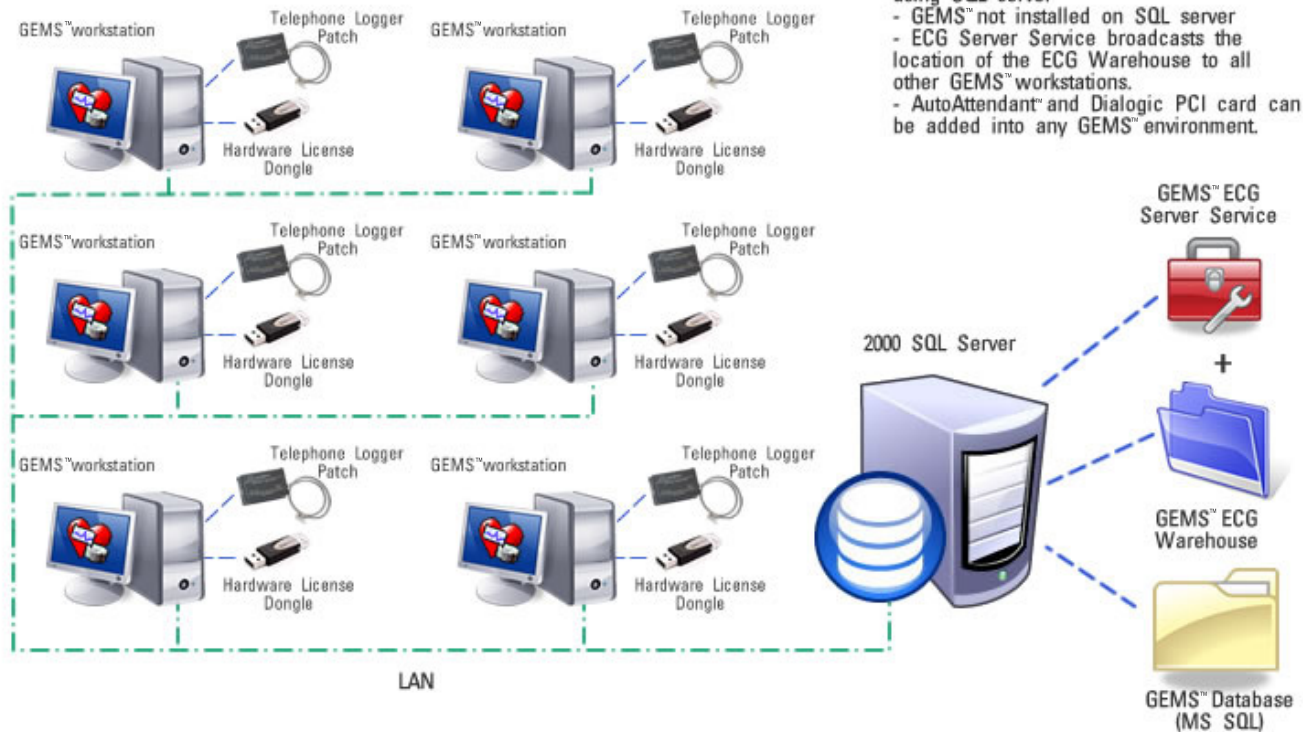 using SQL server
- GEMS™ not installed on SQL server
- ECG Server Service broadcasts the
location of the ECG Warehouse to all
other GEMS™ workstations.
- AutoAttendant™ and Dialogic PCI card can
be added into any GEMS™ environment.
GEMS™ workstation
Telephone Logger
Patch
Hardware License
Dongle
GEMS™ workstation
Telephone Logger
Patch
Hardware License
Dongle
GEMS™ workstation
Telephone Logger
Patch
Hardware License
Dongle
GEMS™ workstation
Telephone Logger
Patch
Hardware License
Dongle
GEMS™ workstation
Telephone Logger
Patch
Hardware License
Dongle
GEMS™ workstation
Telephone Logger
Patch
Hardware License
Dongle
LAN
2000 SQL Server
GEMS™ ECG
Server Service
+
GEMS™ ECG
Warehouse
GEMS™ Database
(MS SQL)